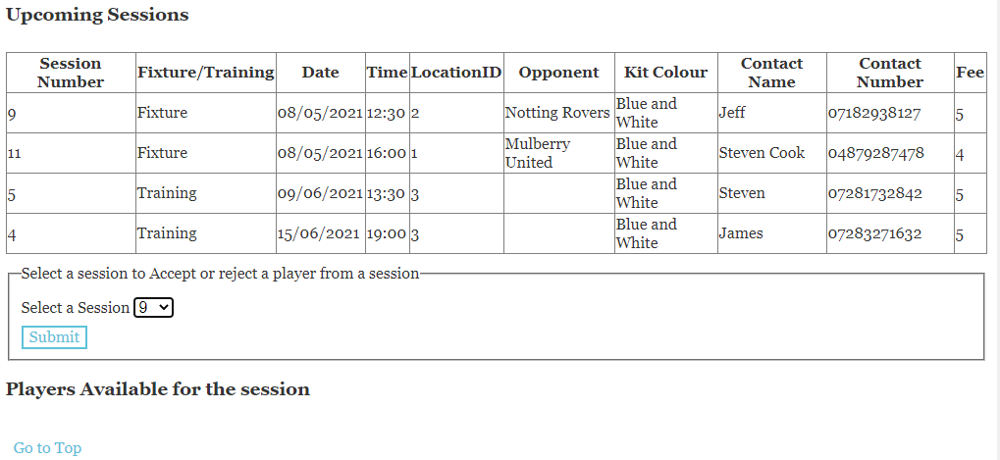 Upcoming Sessions
Session Number Fixture/Training Date Time LocationID Opponent Kit Colour Contact Name Contact Number Fee
9 Fixture 08/05/2021 12:30 2 Notting Rovers Blue and White Jeff 07182938127 5
11 Fixture 08/05/2021 16:00 1 Mulberry United Blue and White Steven Cook 04879287478 4
5 Training 09/06/2021 13:30 3 Blue and White Steven 07281732842 5
4 Training 15/06/2021 19:00 3 Blue and White James 07283271632 5
Select a session to Accept or reject a player from a session
Select a Session 9
Submit
Players Available for the session
Go to Top